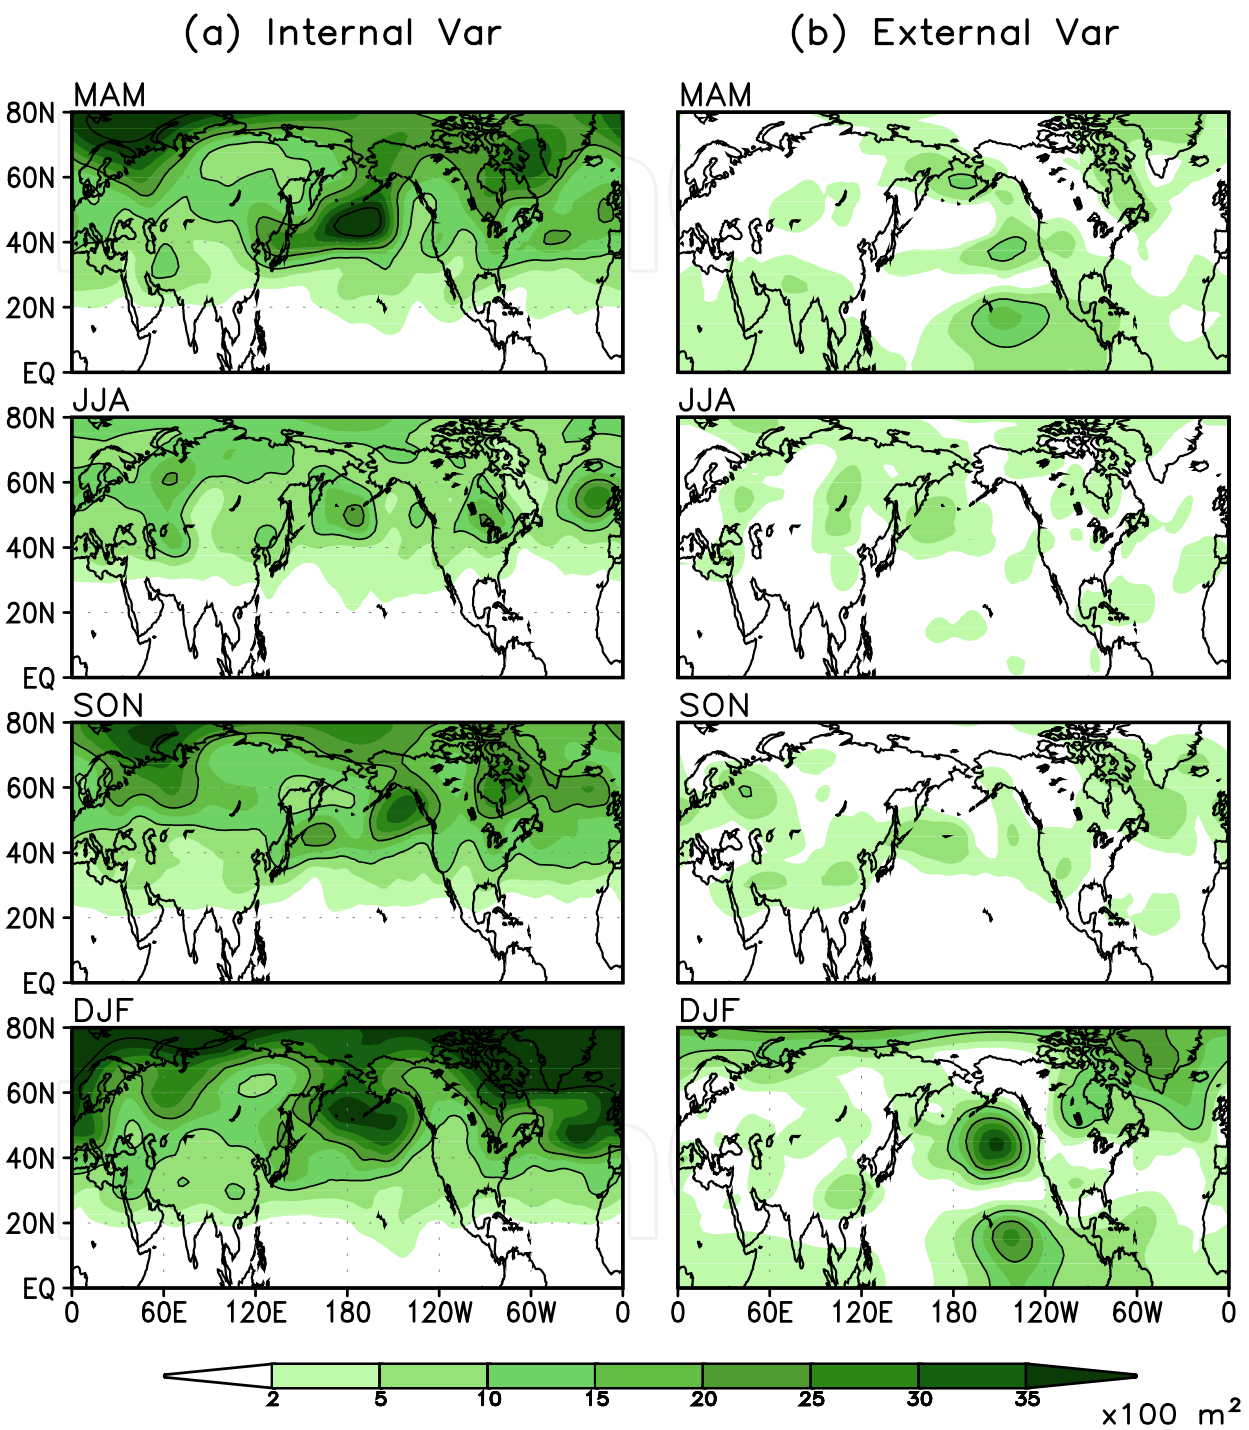 (a) Internal Var (b) External Var
MAM MAM
80N
60N
40N
20N
EQ
JJA JJA
80N
60N
40N
20N
EQ
SON SON
80N
60N
40N
20N
EQ
DJF DJF
80N
60N
40N
20N
EQ
0 60E 120E 180 120W 60W 0 0 60E 120E 180 120W 60W 0
2 5 10 15 20 25 30 35
x100 m²